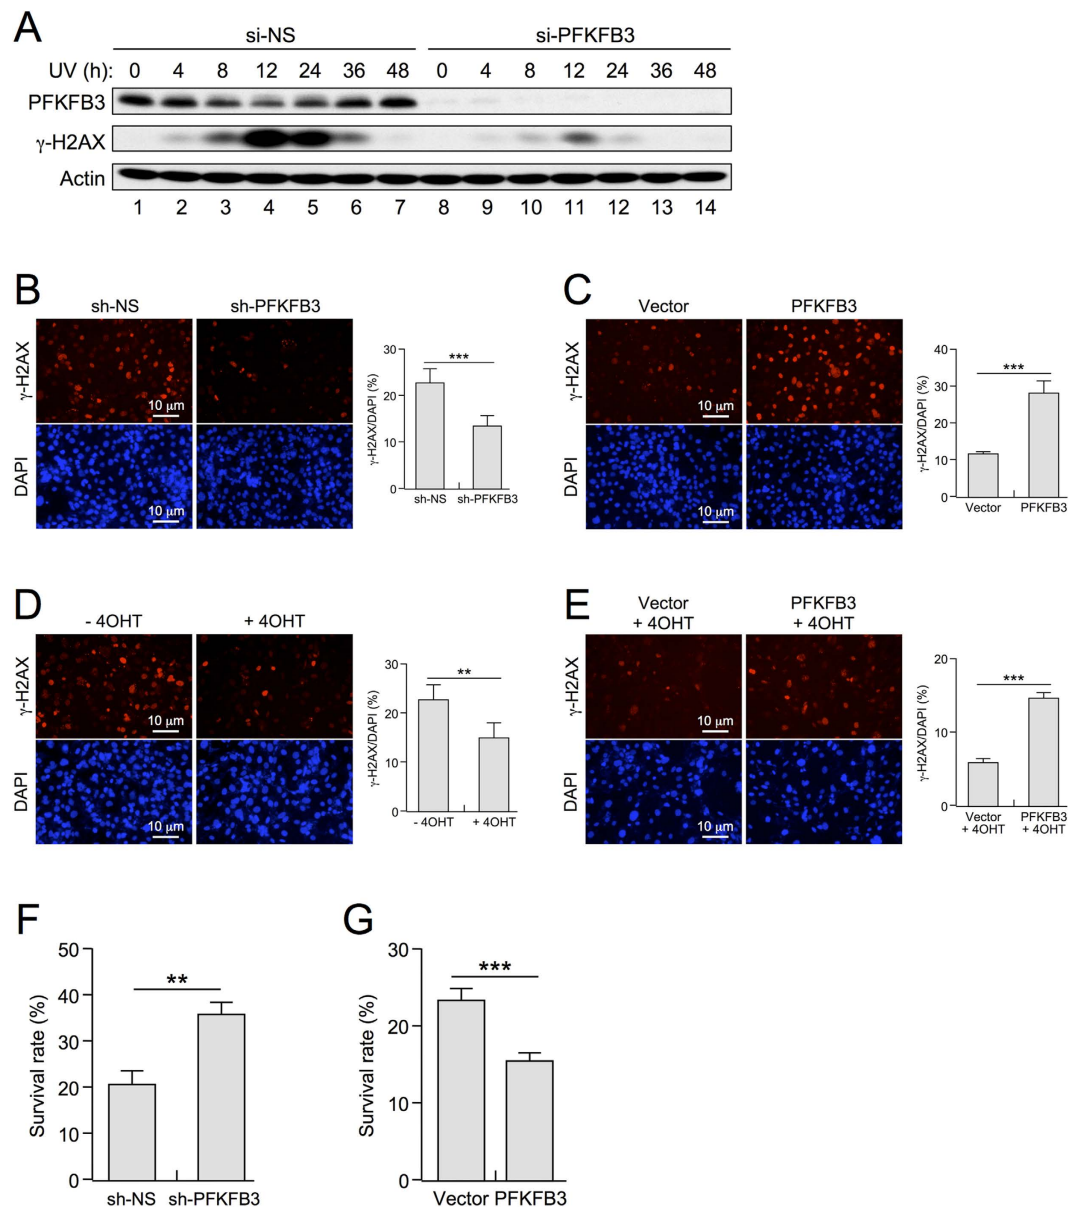 A
si-NS si-PFKFB3
UV (h): 0 4 8 12 24 36 48 0 4 8 12 24 36 48
PFKFB3
γ-H2AX
Actin
1 2 3 4 5 6 7 8 9 10 11 12 13 14
B
sh-NS sh-PFKFB3
γ-H2AX
10 μm
DAPI
10 μm
γ-H2AX/DAPI (%)
30
20
10
0
***
sh-NS sh-PFKFB3
C
Vector PFKFB3
γ-H2AX
10 μm
DAPI
10 μm
γ-H2AX/DAPI (%)
40
30
20
10
0
***
Vector PFKFB3
D
- 4OHT + 4OHT
γ-H2AX
10 μm
DAPI
10 μm
γ-H2AX/DAPI (%)
30
20
10
0
**
- 4OHT + 4OHT
E
Vector PFKFB3
+ 4OHT + 4OHT
γ-H2AX
10 μm
DAPI
10 μm
γ-H2AX/DAPI (%)
20
10
0
***
Vector PFKFB3
+ 4OHT + 4OHT
F
Survival rate (%)
50
40
30
20
10
0
**
sh-NS sh-PFKFB3
G
Survival rate (%)
30
20
10
0
***
Vector PFKFB3